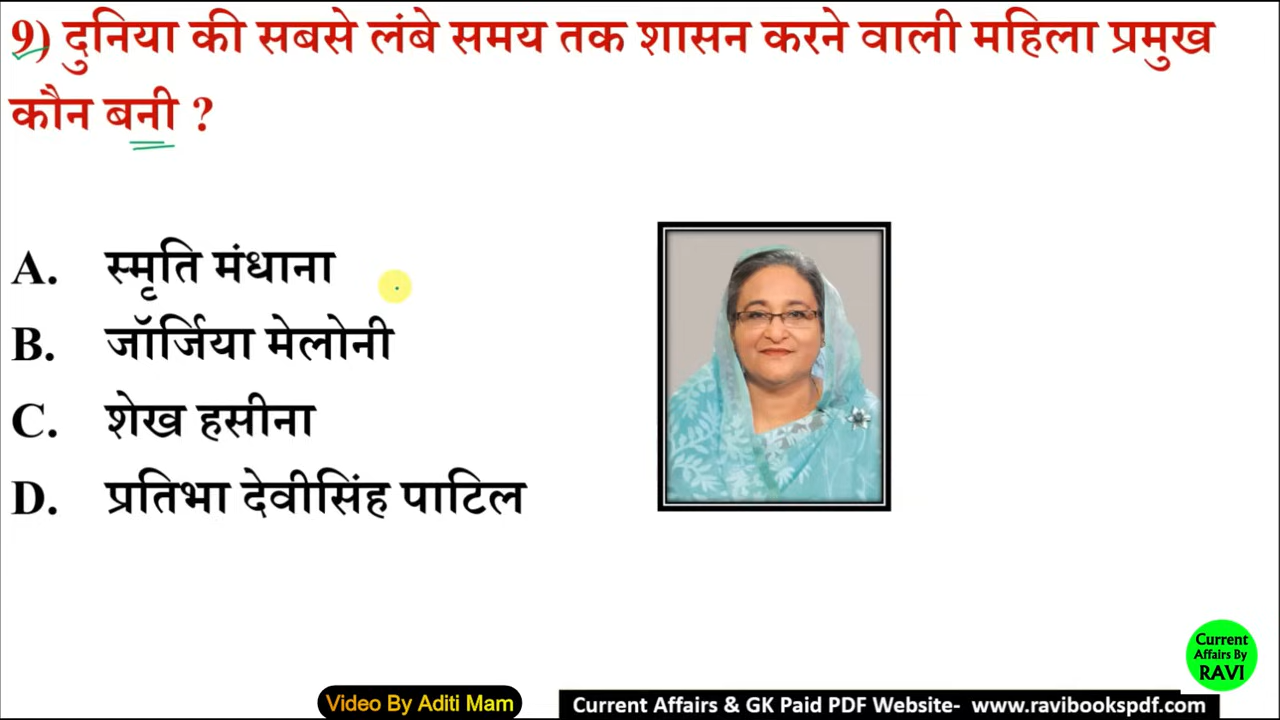 9) दुनिया की सबसे लंबे समय तक शासन करने वाली महिला प्रमुख
कौन बनी ?
A. स्मृति मंधाना
B. जॉर्जिया मेलोनी
C. शेख हसीना
D. प्रतिभा देवीसिंह पाटिल
Current
Affairs By
RAVI
Video By Aditi Mam
Current Affairs & GK Paid PDF Website- www.ravibookspdf.com